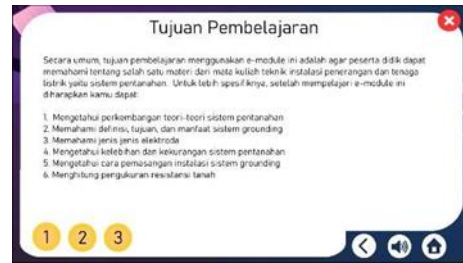 Tujuan Pembelajaran
Secara umum, tujuan pembelajaran menggunakan e-module ini adalah agar peserta didik dapat
memahami tentang salah satu materi dari mata kuliah teknik instalasi penerangan dan tenaga
listrik yaitu sistem pentanahan. Untuk lebih spesifiknya, setelah mempelajari e-module ini
diharapkan kamu dapat:
1. Mengetahui perkembangan teori-teori sistem pentanahan
2. Memahami definisi, tujuan, dan manfaat sistem grounding
3. Memahami jenis jenis elektroda
4. Mengetahui kelebihan dan kekurangan sistem pentanahan
5. Mengetahui cara pemasangan instalasi sistem grounding
6. Menghitung pengukuran resistansi tanah
1 2 3